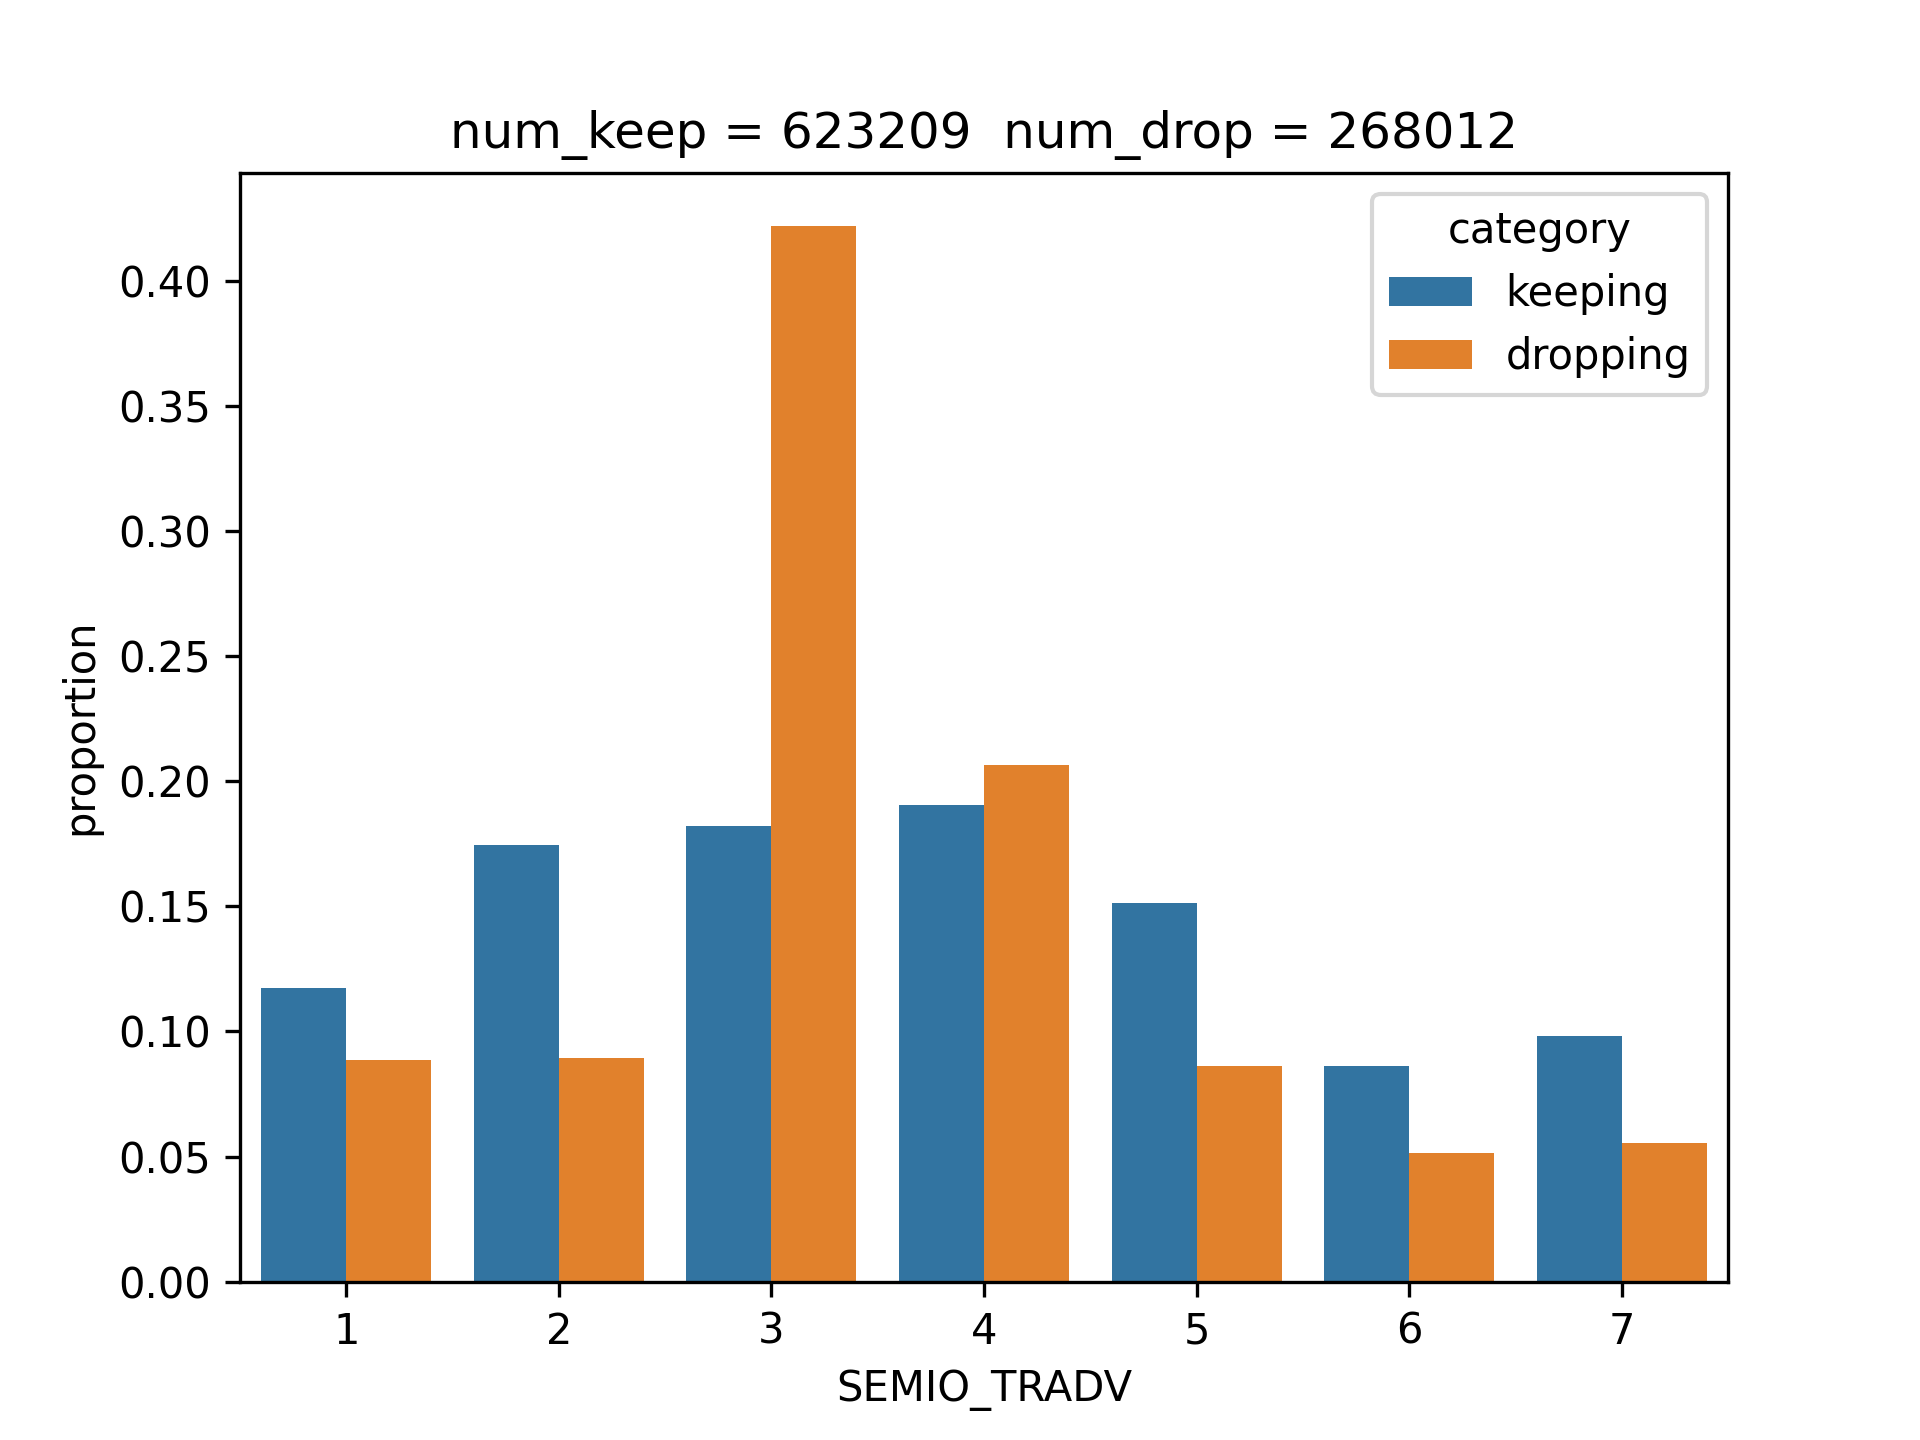 num_keep = 623209  num_drop = 268012
category
keeping
dropping
0.40
0.35
0.30
0.25
0.20
0.15
0.10
0.05
0.00
proportion
1 2 3 4 5 6 7
SEMIO_TRADV